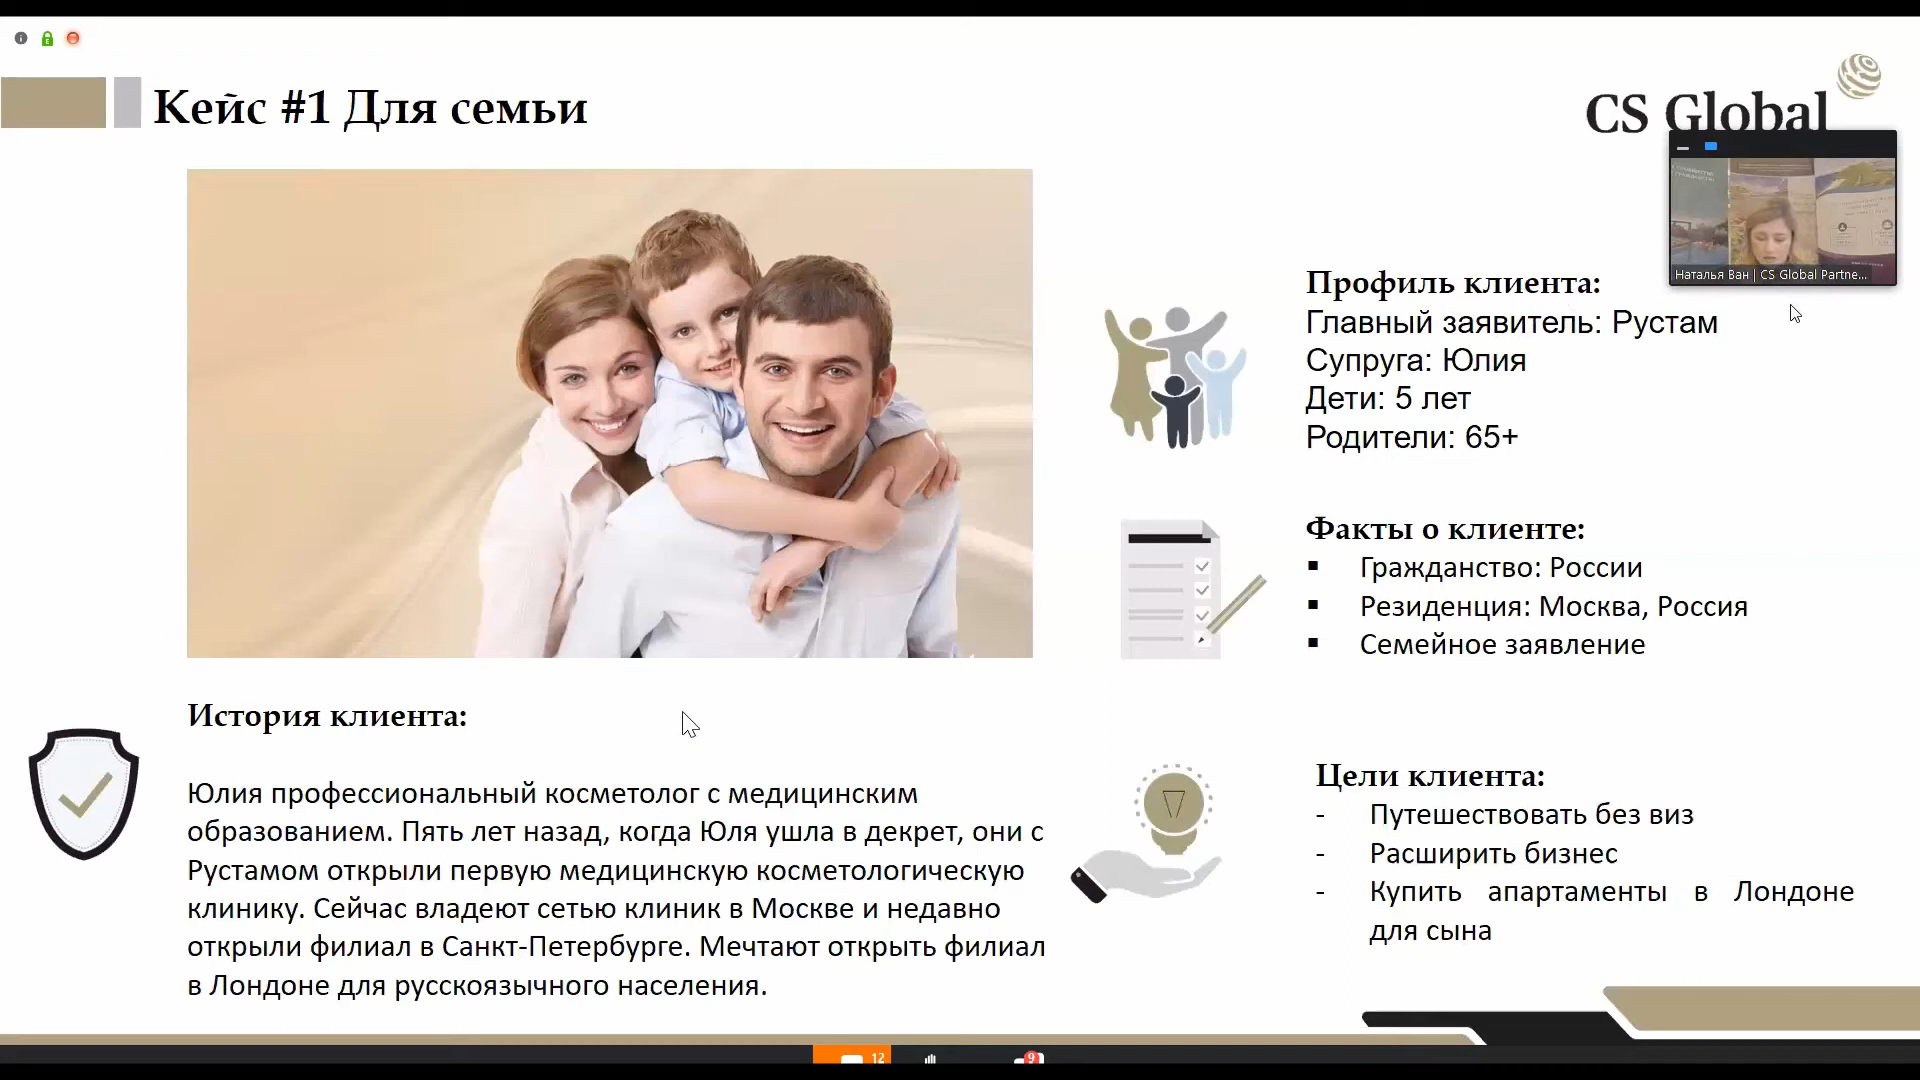 Кейс #1 Для семьи
CS Global
Наталья Ван | CS Global Partne...
Профиль клиента:
Главный заявитель: Рустам
Супруга: Юлия
Дети: 5 лет
Родители: 65+
Факты о клиенте:
▪ Гражданство: России
▪ Резиденция: Москва, Россия
▪ Семейное заявление
История клиента:
Юлия профессиональный косметолог с медицинским
образованием. Пять лет назад, когда Юля ушла в декрет, они с
Рустамом открыли первую медицинскую косметологическую
клинику. Сейчас владеют сетью клиник в Москве и недавно
открыли филиал в Санкт-Петербурге. Мечтают открыть филиал
в Лондоне для русскоязычного населения.
Цели клиента:
- Путешествовать без виз
- Расширить бизнес
- Купить апартаменты в Лондоне
для сына
12
9